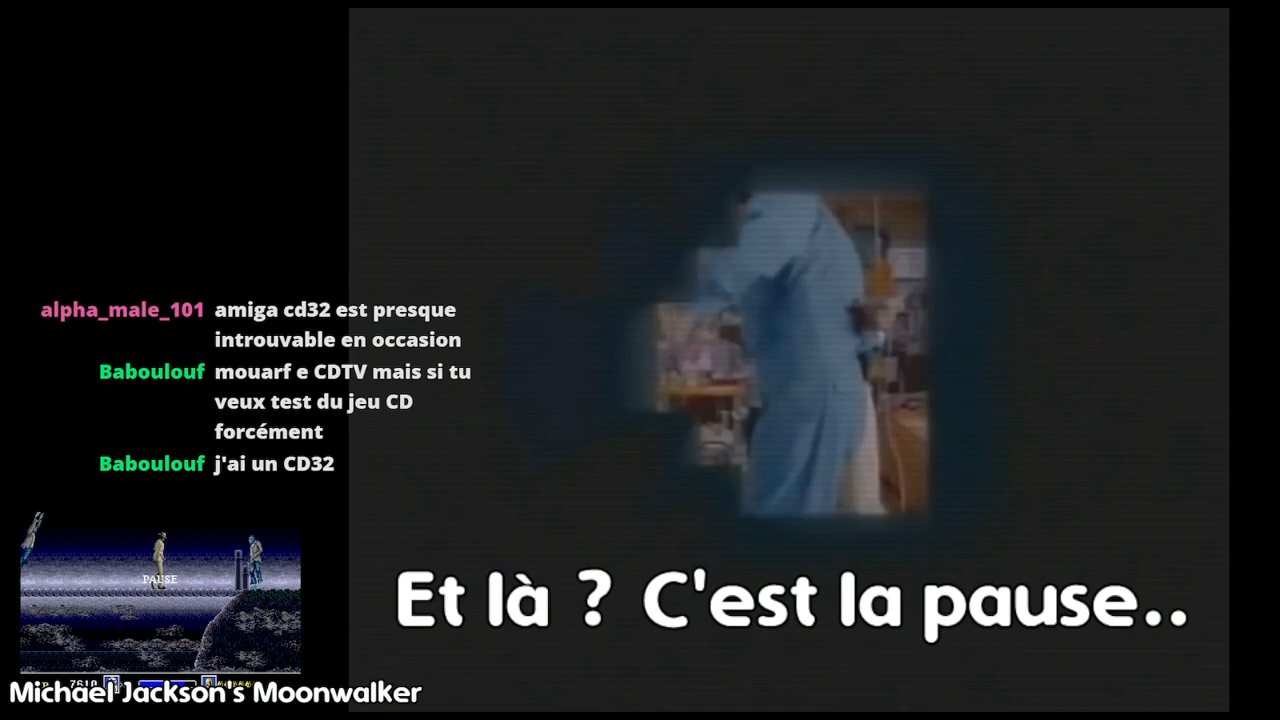 alpha_male_101 amiga cd32 est presque
introuvable en occasion
Baboulouf mouarf e CDTV mais si tu
veux test du jeu CD
forcément
Baboulouf j'ai un CD32
PAUSE
Et là ? C'est la pause..
7610
Michael Jackson's Moonwalker